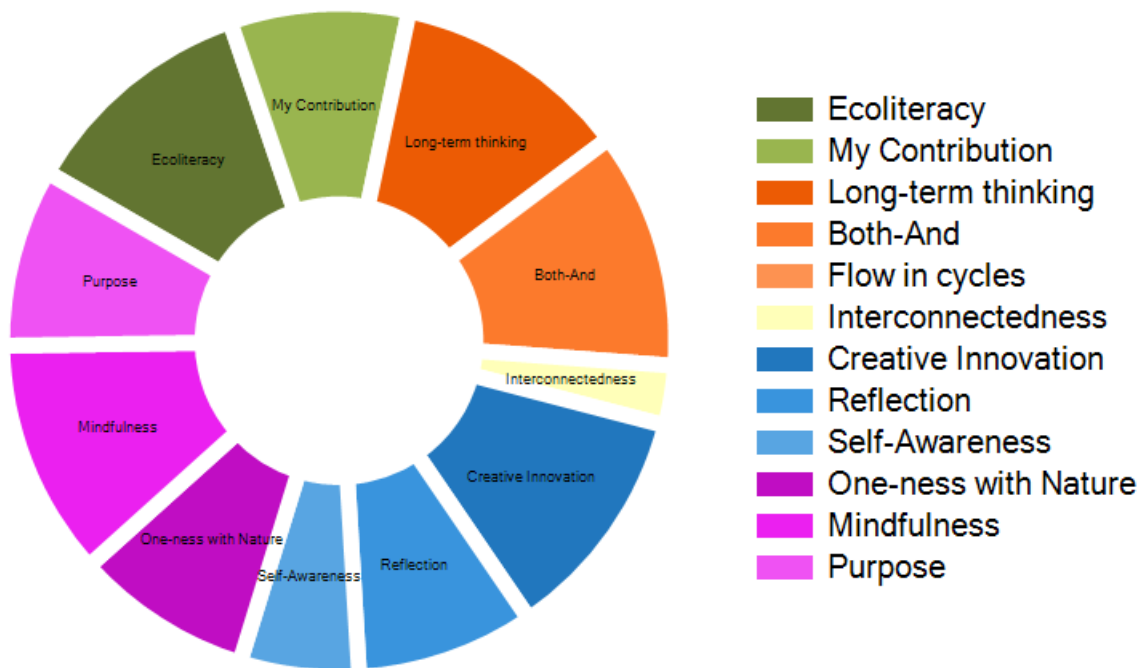 My Contribution
Long-term thinking
Ecoliteracy
Both-And
Purpose
Interconnectedness
Mindfulness
Creative Innovation
One-ness with Nature
Reflection
Self-Awareness
Ecoliteracy
My Contribution
Long-term thinking
Both-And
Flow in cycles
Interconnectedness
Creative Innovation
Reflection
Self-Awareness
One-ness with Nature
Mindfulness
Purpose